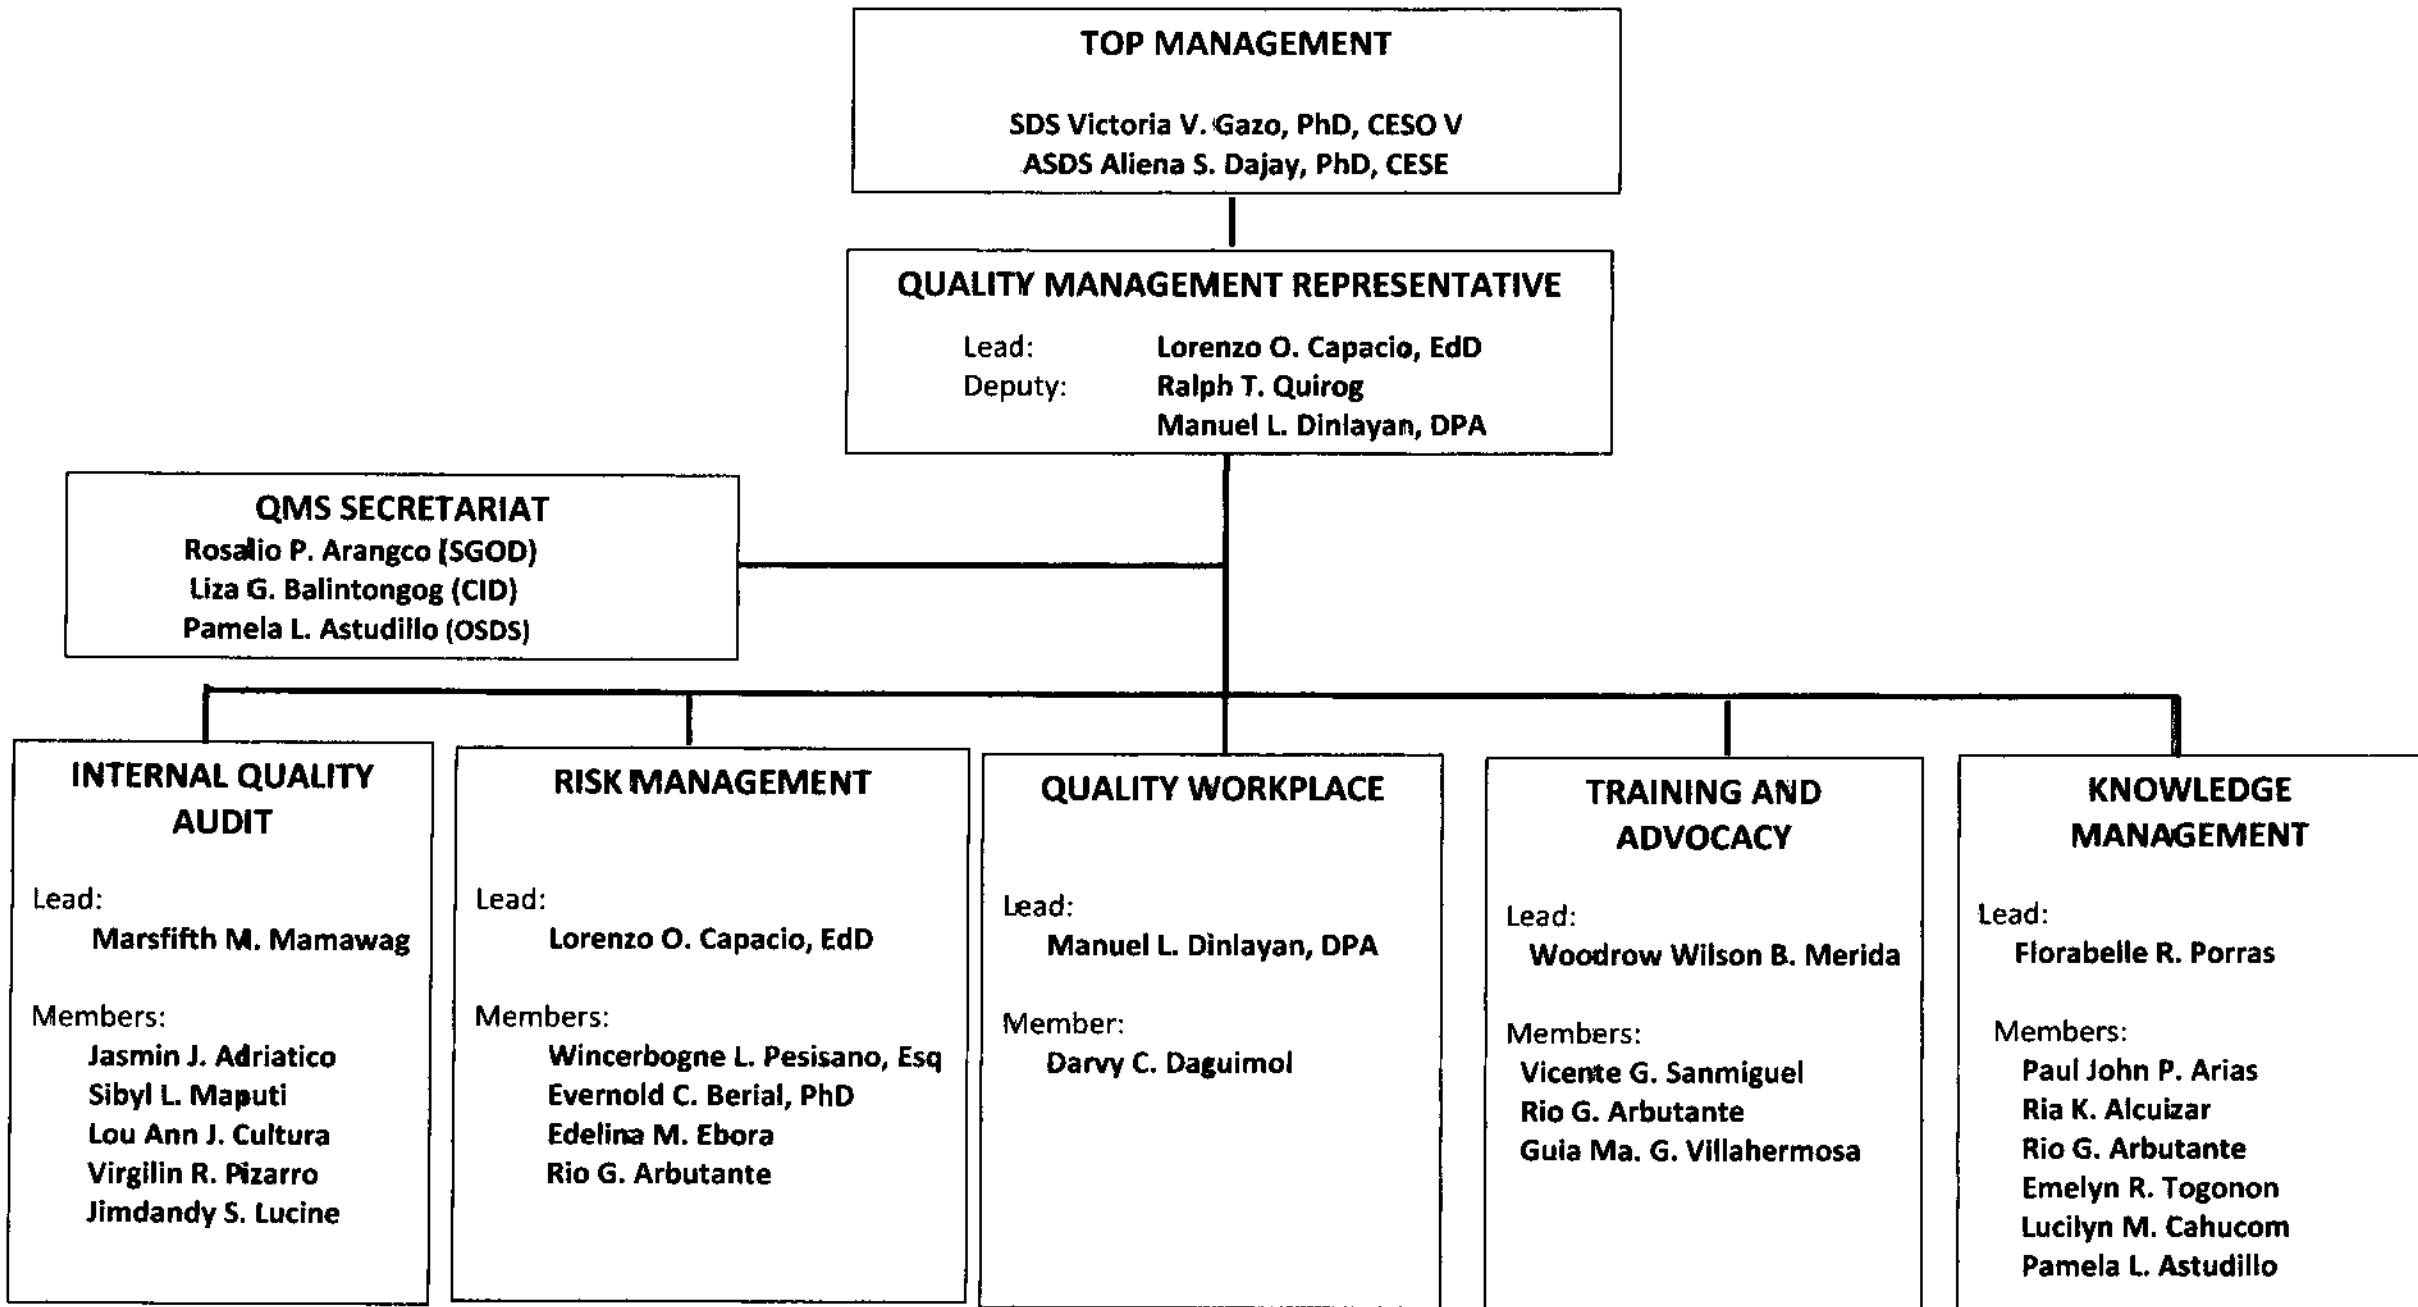 TOP MANAGEMENT
SDS Victoria V. Gazo, PhD, CESO V
ASDS Aliena S. Dajay, PhD, CESE
QUALITY MANAGEMENT REPRESENTATIVE
Lead: Lorenzo O. Capacio, EdD
Deputy: Ralph T. Quirog
Manuel L. Dinlayan, DPA
QMS SECRETARIAT
Rosalio P. Arangco (SGOD)
Liza G. Balintongog (CID)
Pamela L. Astudillo (OSDS)
INTERNAL QUALITY
AUDIT
Lead:
Marsfifth M. Mamawag
Members:
Jasmin J. Adriatico
Sibyl L. Maputi
Lou Ann J. Cultura
Virgilin R. Pizarro
Jimdandy S. Lucine
RISK MANAGEMENT
Lead:
Lorenzo O. Capacio, EdD
Members:
Wincerbogne L. Pesisano, Esq
Evernold C. Berial, PhD
Edelina M. Ebora
Rio G. Arbutante
QUALITY WORKPLACE
Lead:
Manuel L. Dinlayan, DPA
Member:
Darvy C. Daguimol
TRAINING AND
ADVOCACY
Lead:
Woodrow Wilson B. Merida
Members:
Vicente G. Sanmiguel
Rio G. Arbutante
Guia Ma. G. Villahermosa
KNOWLEDGE
MANAGEMENT
Lead:
Florabelle R. Porras
Members:
Paul John P. Arias
Ria K. Alcuizar
Rio G. Arbutante
Emelyn R. Togonon
Lucilyn M. Cahucom
Pamela L. Astudillo